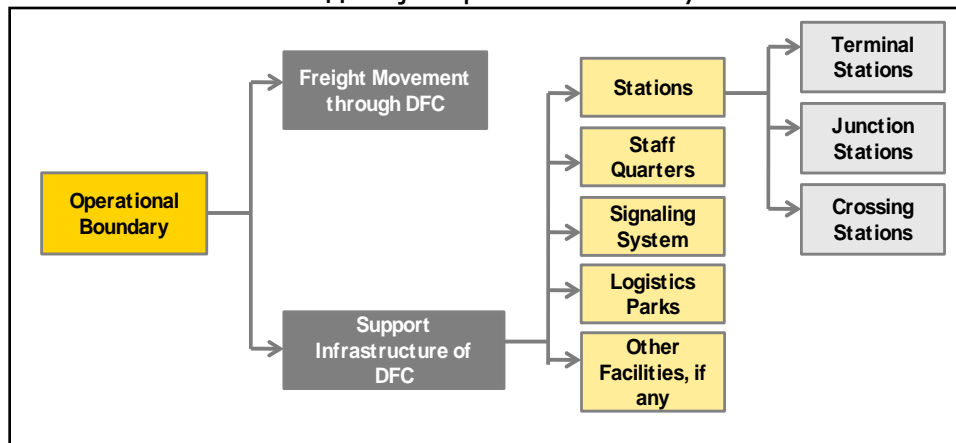 Freight Movement
through DFC
Operational
Boundary
Support
Infrastructure of
DFC
Stations
Staff
Quarters
Signaling
System
Logistics
Parks
Other
Facilities, if
any
Terminal
Stations
Junction
Stations
Crossing
Stations